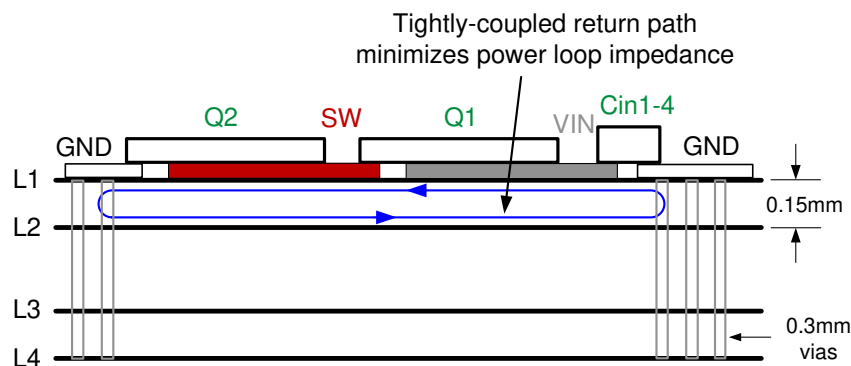 Tightly-coupled return path
minimizes power loop impedance
Cin1-4
Q2
SW
Q1
VIN
GND
GND
L1
0.15mm
L2
L3
0.3mm
vias
L4